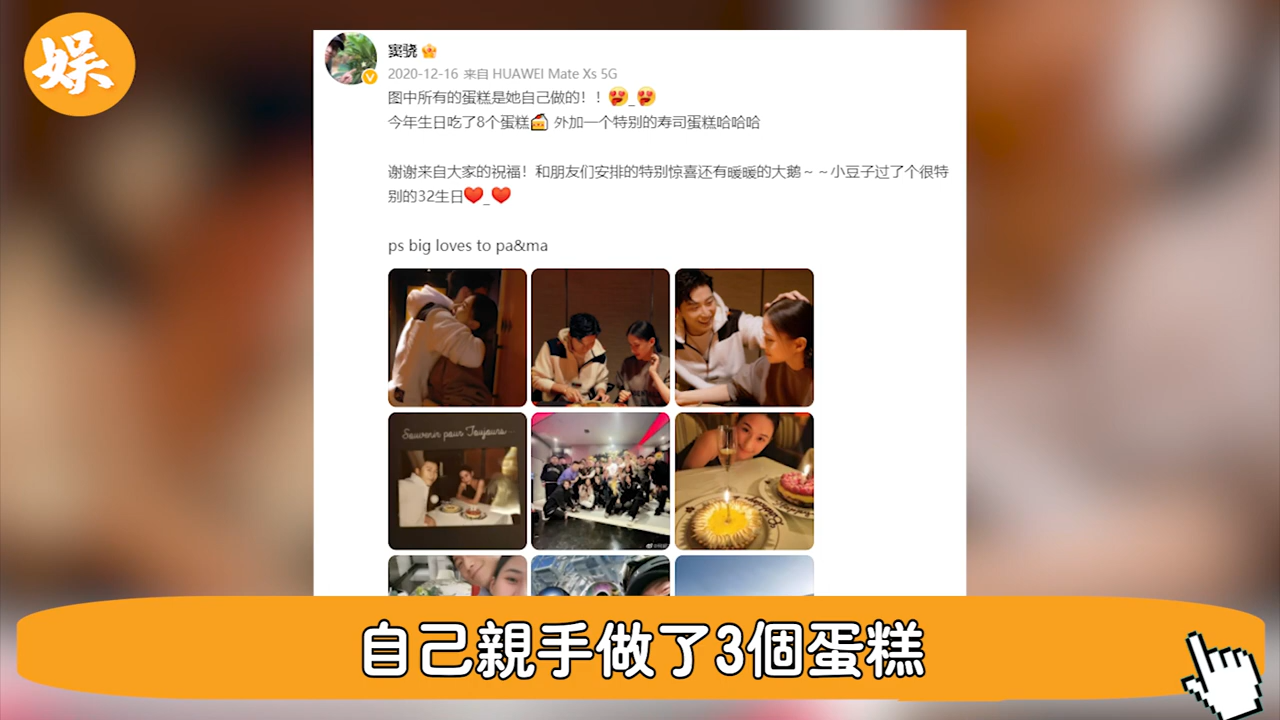 娱
窦骁
2020-12-16 来自 HUAWEI Mate Xs 5G
图中所有的蛋糕是她自己做的！！_
今年生日吃了8个蛋糕 外加一个特别的寿司蛋糕哈哈哈
谢谢来自大家的祝福！和朋友们安排的特别惊喜还有暖暖的大鹅～～小豆子过了个很特
别的32生日❤️_❤️
ps big loves to pa&ma
Souvenir pour Toujours...
自己親手做了3個蛋糕